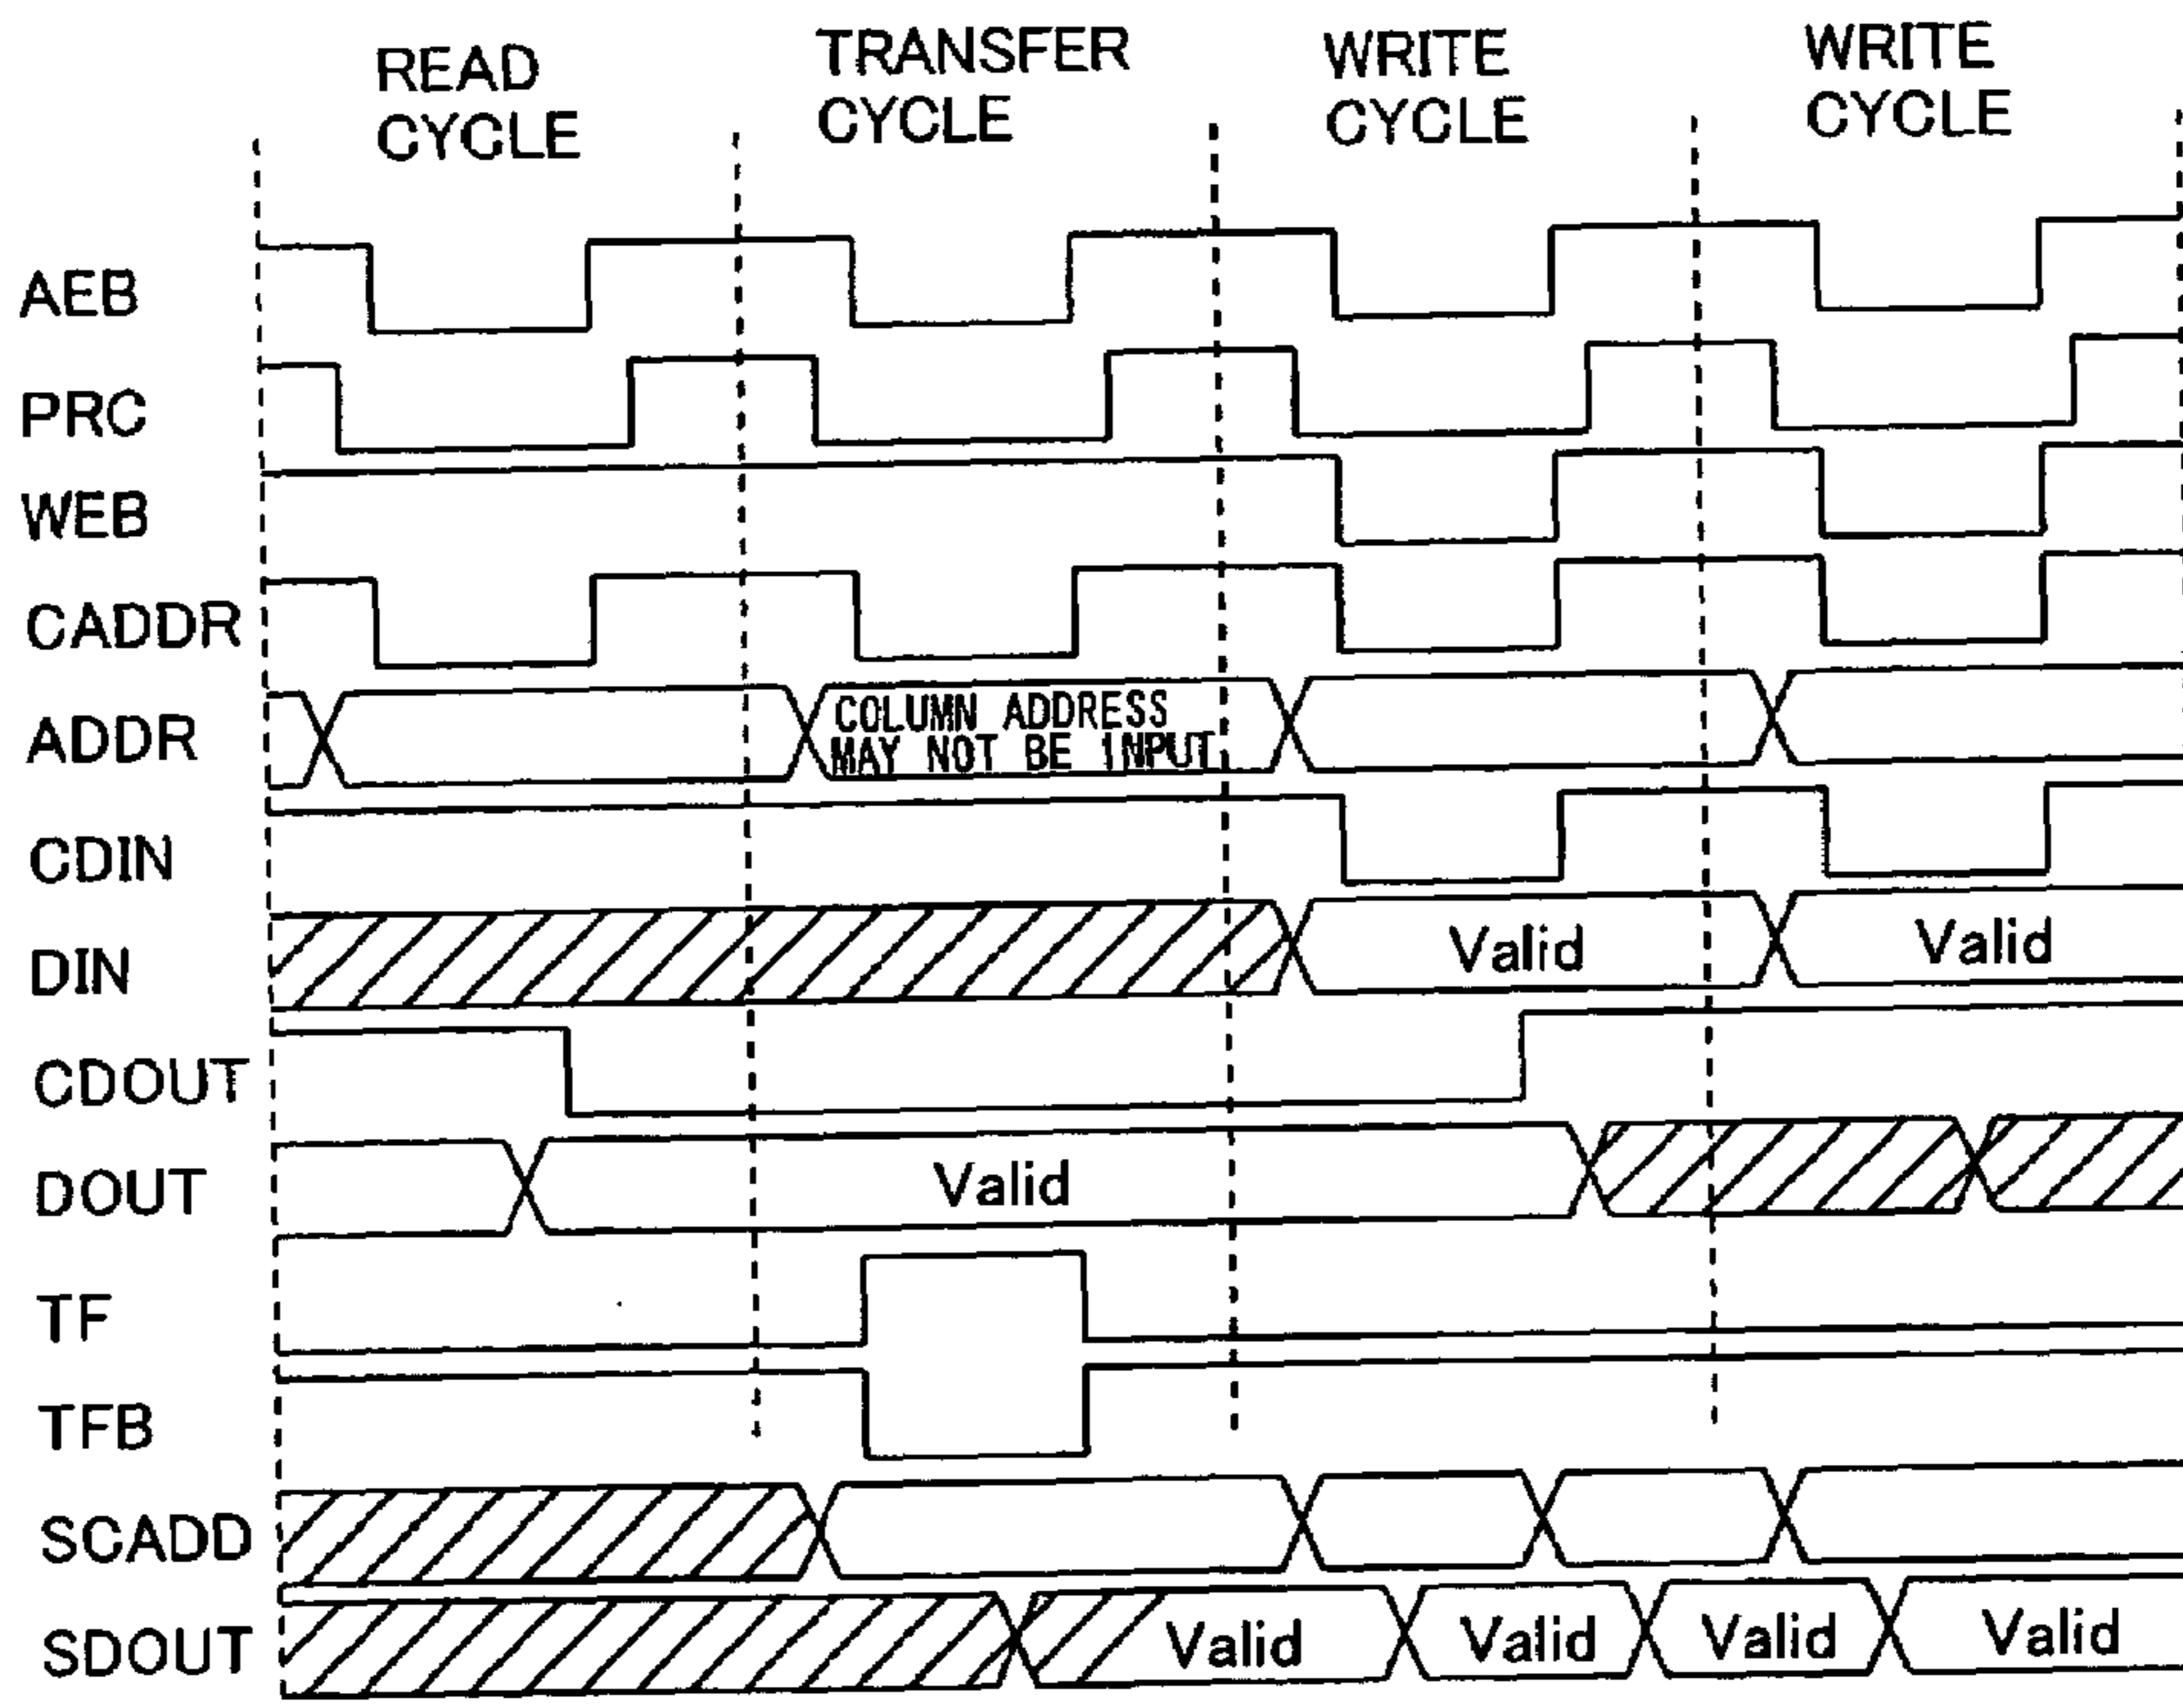 READ
CYCLE
TRANSFER
CYCLE
WRITE
CYCLE
WRITE
CYCLE
AEB
PRC
WEB
CADDR
ADDR
COLUMN ADDRESS
MAY NOT BE INPUT
CDIN
DIN
Valid
Valid
CDOUT
DOUT
Valid
TF
TFB
SCADD
SDOUT
Valid
Valid
Valid
Valid